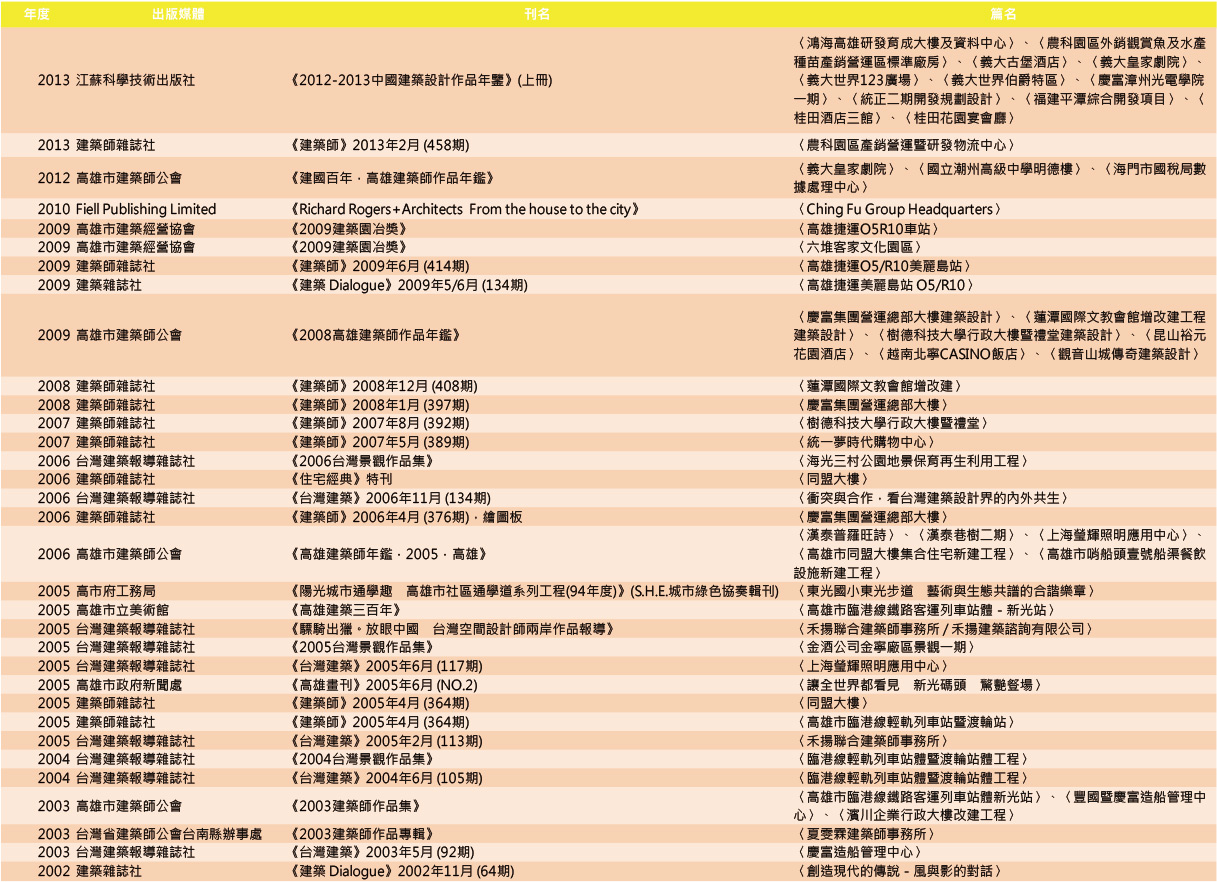 年度 出版媒體 刊名 篇名
〈鴻海高雄研發育成大樓及資料中心〉、〈農科園區外銷觀賞魚及水產
種苗產銷營運區標準廠房〉、〈義大古堡酒店〉、〈義大皇家劇院〉、
2013 江蘇科學技術出版社 《2012-2013中國建築設計作品年鑒》(上冊) 〈義大世界123廣場〉、〈義大世界伯爵特區〉、〈慶富漳州光電學院
一期〉、〈統正二期開發規劃設計〉、〈福建平潭綜合開發項目〉、〈
桂田酒店三館〉、〈桂田花園宴會廳〉
2013 建築師雜誌社 《建築師》2013年2月 (458期) 〈農科園區產銷營運暨研發物流中心〉
2012 高雄市建築師公會 《建國百年．高雄建築師作品年鑑》 〈義大皇家劇院〉、〈國立潮州高級中學明德樓〉、〈海門市國稅局數
據處理中心〉
2010 Fiell Publishing Limited 《Richard Rogers+Architects From the house to the city》 〈Ching Fu Group Headquarters〉
2009 高雄市建築經營協會 《2009建築園冶獎》 〈高雄捷運O5R10車站〉
2009 高雄市建築經營協會 《2009建築園冶獎》 〈六堆客家文化園區〉
2009 建築師雜誌社 《建築師》2009年6月 (414期) 〈高雄捷運O5/R10美麗島站〉
2009 建築雜誌社 《建築 Dialogue》2009年5/6月 (134期) 〈高雄捷運美麗島站 O5/R10〉
〈慶富集團營運總部大樓建築設計〉、〈蓮潭國際文教會館增改建工程
2009 高雄市建築師公會 《2008高雄建築師作品年鑑》 建築設計〉、〈樹德科技大學行政大樓暨禮堂建築設計〉、〈昆山裕元
花園酒店〉、〈越南北寧CASINO飯店〉、〈觀音山城傳奇建築設計〉
2008 建築師雜誌社 《建築師》2008年12月 (408期) 〈蓮潭國際文教會館增改建〉
2008 建築師雜誌社 《建築師》2008年1月 (397期) 〈慶富集團營運總部大樓〉
2007 建築師雜誌社 《建築師》2007年8月 (392期) 〈樹德科技大學行政大樓暨禮堂〉
2007 建築師雜誌社 《建築師》2007年5月 (389期) 〈統一夢時代購物中心〉
2006 台灣建築報導雜誌社 《2006台灣景觀作品集》 〈海光三村公園地景保育再生利用工程〉
2006 建築師雜誌社 《住宅經典》特刊 〈同盟大樓〉
2006 台灣建築報導雜誌社 《台灣建築》2006年11月 (134期) 〈衝突與合作．看台灣建築設計界的內外共生〉
2006 建築師雜誌社 《建築師》2006年4月 (376期)．繪圖板 〈慶富集團營運總部大樓〉
〈漢泰普羅旺詩〉、〈漢泰巷樹二期〉、〈上海瑩輝照明應用中心〉、
2006 高雄市建築師公會 《高雄建築師年鑑．2005．高雄》 〈高雄市同盟大樓集合住宅新建工程〉、〈高雄市哨船頭壹號船渠餐飲
設施新建工程〉
2005 高市府工務局 《陽光城市通學趣　高雄市社區通學道系列工程(94年度)》(S.H.E.城市綠色協奏輯刊) 〈東光國小東光步道　藝術與生態共譜的合諧樂章〉
2005 高雄市立美術館 《高雄建築三百年》 〈高雄市臨港線鐵路客運列車站體 - 新光站〉
2005 台灣建築報導雜誌社 《驃騎出獵。放眼中國　台灣空間設計師兩岸作品報導》 〈禾揚聯合建築師事務所 / 禾揚建築諮詢有限公司〉
2005 台灣建築報導雜誌社 《2005台灣景觀作品集》 〈金酒公司金寧廠區景觀一期〉
2005 台灣建築報導雜誌社 《台灣建築》2005年6月 (117期) 〈上海瑩輝照明應用中心〉
2005 高雄市政府新聞處 《高雄畫刊》2005年6月 (NO.2) 〈讓全世界都看見　新光碼頭　驚艷登場〉
2005 建築師雜誌社 《建築師》2005年4月 (364期) 〈同盟大樓〉
2005 建築師雜誌社 《建築師》2005年4月 (364期) 〈高雄市臨港線輕軌列車站暨渡輪站〉
2005 台灣建築報導雜誌社 《台灣建築》2005年2月 (113期) 〈禾揚聯合建築師事務所〉
2004 台灣建築報導雜誌社 《2004台灣景觀作品集》 〈臨港線輕軌列車站體暨渡輪站體工程〉
2004 台灣建築報導雜誌社 《台灣建築》2004年6月 (105期) 〈臨港線輕軌列車站體暨渡輪站體工程〉
2003 高雄市建築師公會 《2003建築師作品集》 〈高雄市臨港線鐵路客運列車站體新光站〉、〈豐國暨慶富造船管理中
心〉、〈濱川企業行政大樓改建工程〉
2003 台灣省建築師公會台南縣辦事處 《2003建築師作品專輯》 〈夏雯霖建築師事務所〉
2003 台灣建築報導雜誌社 《台灣建築》2003年5月 (92期) 〈慶富造船管理中心〉
2002 建築雜誌社 《建築 Dialogue》2002年11月 (64期) 〈創造現代的傳說 - 風與影的對話〉